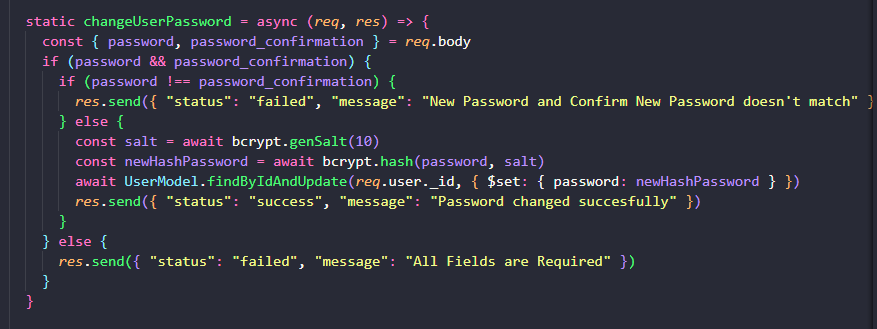 static changeUserPassword = async (req, res) => {
const { password, password_confirmation } = req.body
if (password && password_confirmation) {
if (password !== password_confirmation) {
res.send({ "status": "failed", "message": "New Password and Confirm New Password doesn't match" }
} else {
const salt = await bcrypt.genSalt(10)
const newHashPassword = await bcrypt.hash(password, salt)
await UserModel.findByIdAndUpdate(req.user._id, { $set: { password: newHashPassword } })
res.send({ "status": "success", "message": "Password changed succesfully" })
}
} else {
res.send({ "status": "failed", "message": "All Fields are Required" })
}
}